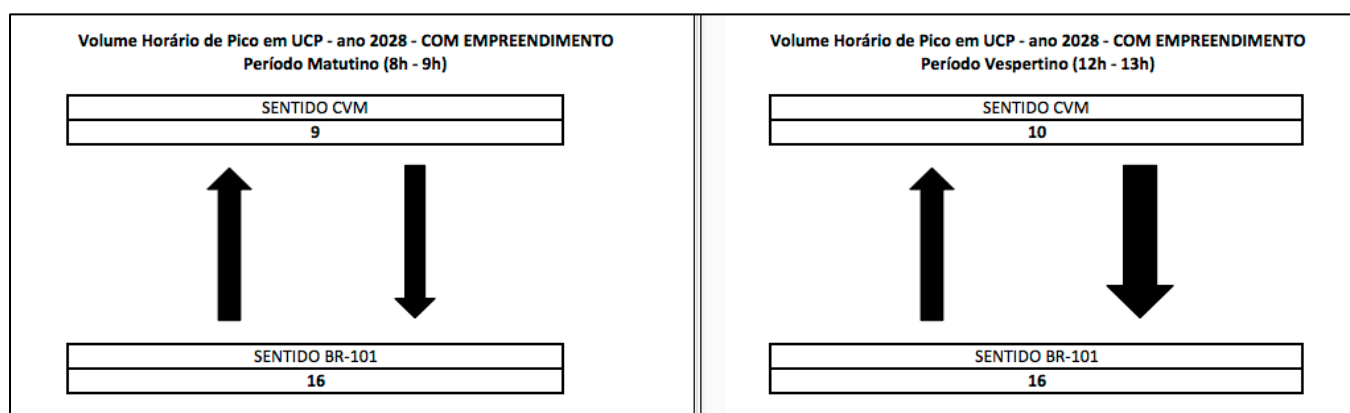 Volume Horário de Pico em UCP - ano 2028 - COM EMPREENDIMENTO
Período Matutino (8h - 9h)
SENTIDO CVM
9
SENTIDO BR-101
16
Volume Horário de Pico em UCP - ano 2028 - COM EMPREENDIMENTO
Período Vespertino (12h - 13h)
SENTIDO CVM
10
SENTIDO BR-101
16